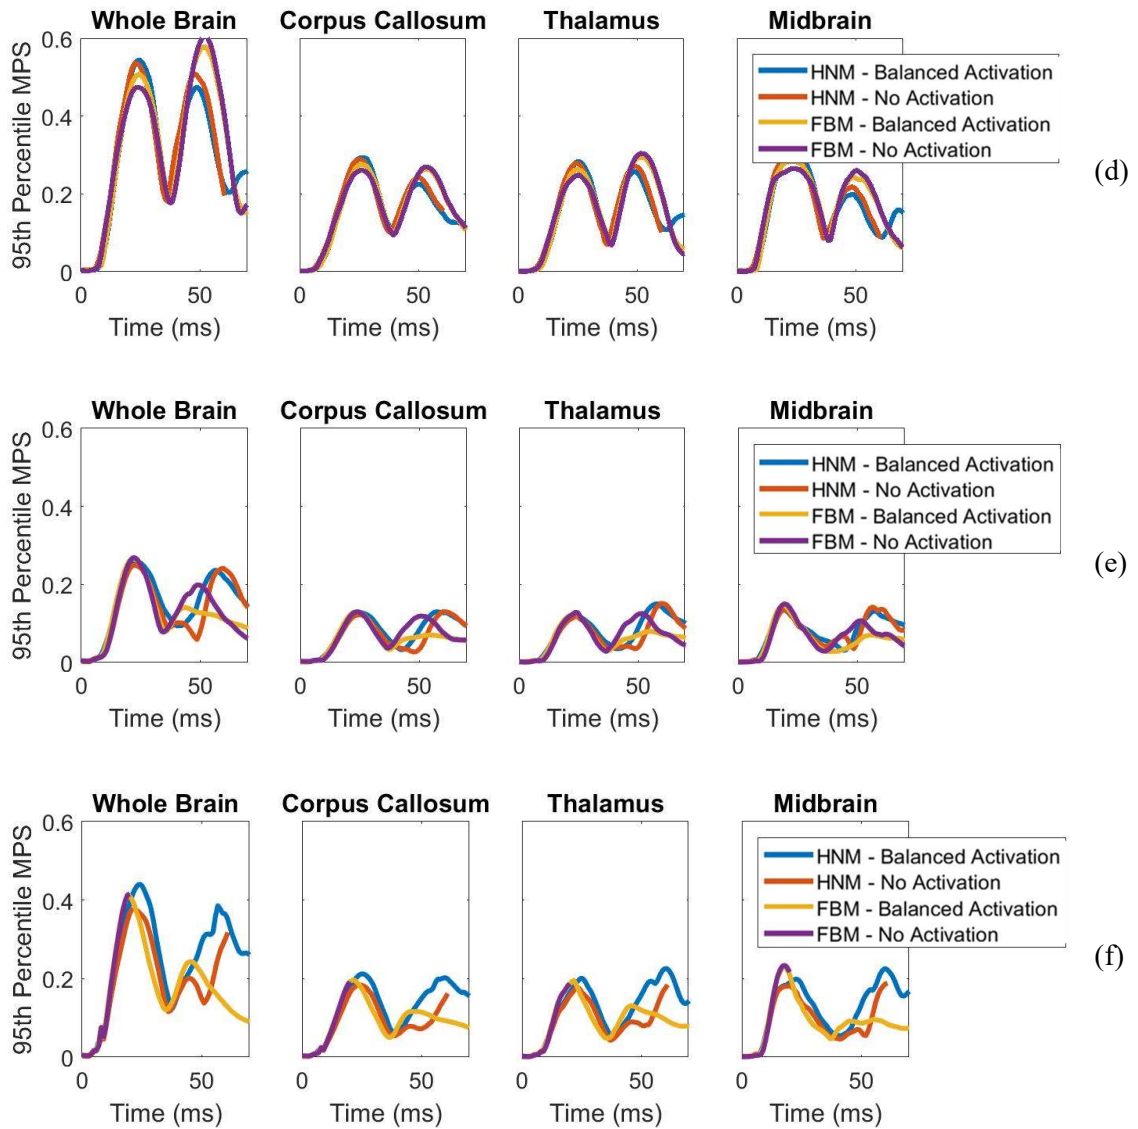 Whole Brain Corpus Callosum Thalamus Midbrain
0.6
0.4
0.2
0
95th Percentile MPS
HNM - Balanced Activation
HNM - No Activation
FBM - Balanced Activation
FBM - No Activation
(d)
0 50 0 50 0 50 0 50
Time (ms) Time (ms) Time (ms) Time (ms)
Whole Brain Corpus Callosum Thalamus Midbrain
0.6
0.4
0.2
0
95th Percentile MPS
HNM - Balanced Activation
HNM - No Activation
FBM - Balanced Activation
FBM - No Activation
(e)
0 50 0 50 0 50 0 50
Time (ms) Time (ms) Time (ms) Time (ms)
Whole Brain Corpus Callosum Thalamus Midbrain
0.6
0.4
0.2
0
95th Percentile MPS
HNM - Balanced Activation
HNM - No Activation
FBM - Balanced Activation
FBM - No Activation
(f)
0 50 0 50 0 50 0 50
Time (ms) Time (ms) Time (ms) Time (ms)